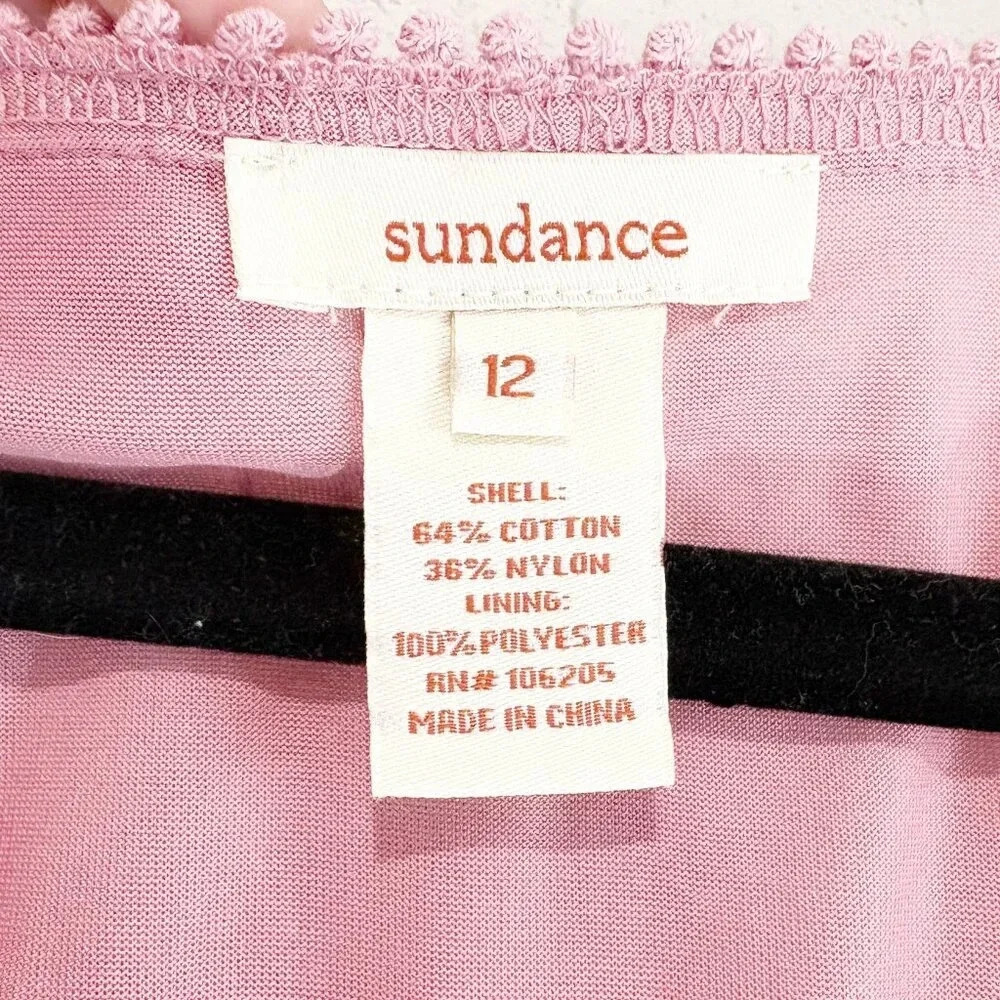 sundance
12
SHELL:
64% COTTON
36% NYLON
LINING:
100% POLYESTER
RN# 106205
MADE IN CHINA